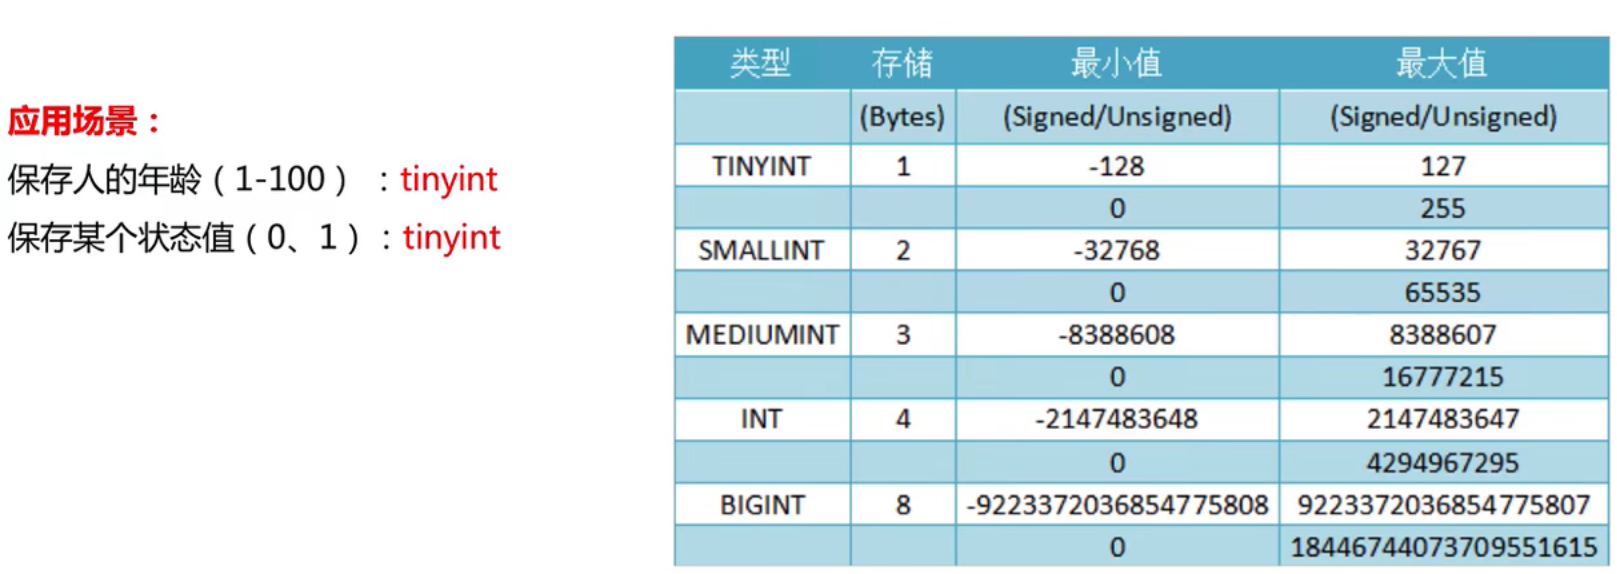 应用场景：
保存人的年龄（1-100）：tinyint
保存某个状态值（0、1）：tinyint
类型 存储 最小值 最大值
(Bytes) (Signed/Unsigned) (Signed/Unsigned)
TINYINT 1 -128 127
0 255
SMALLINT 2 -32768 32767
0 65535
MEDIUMINT 3 -8388608 8388607
0 16777215
INT 4 -2147483648 2147483647
0 4294967295
BIGINT 8 -9223372036854775808 9223372036854775807
0 18446744073709551615